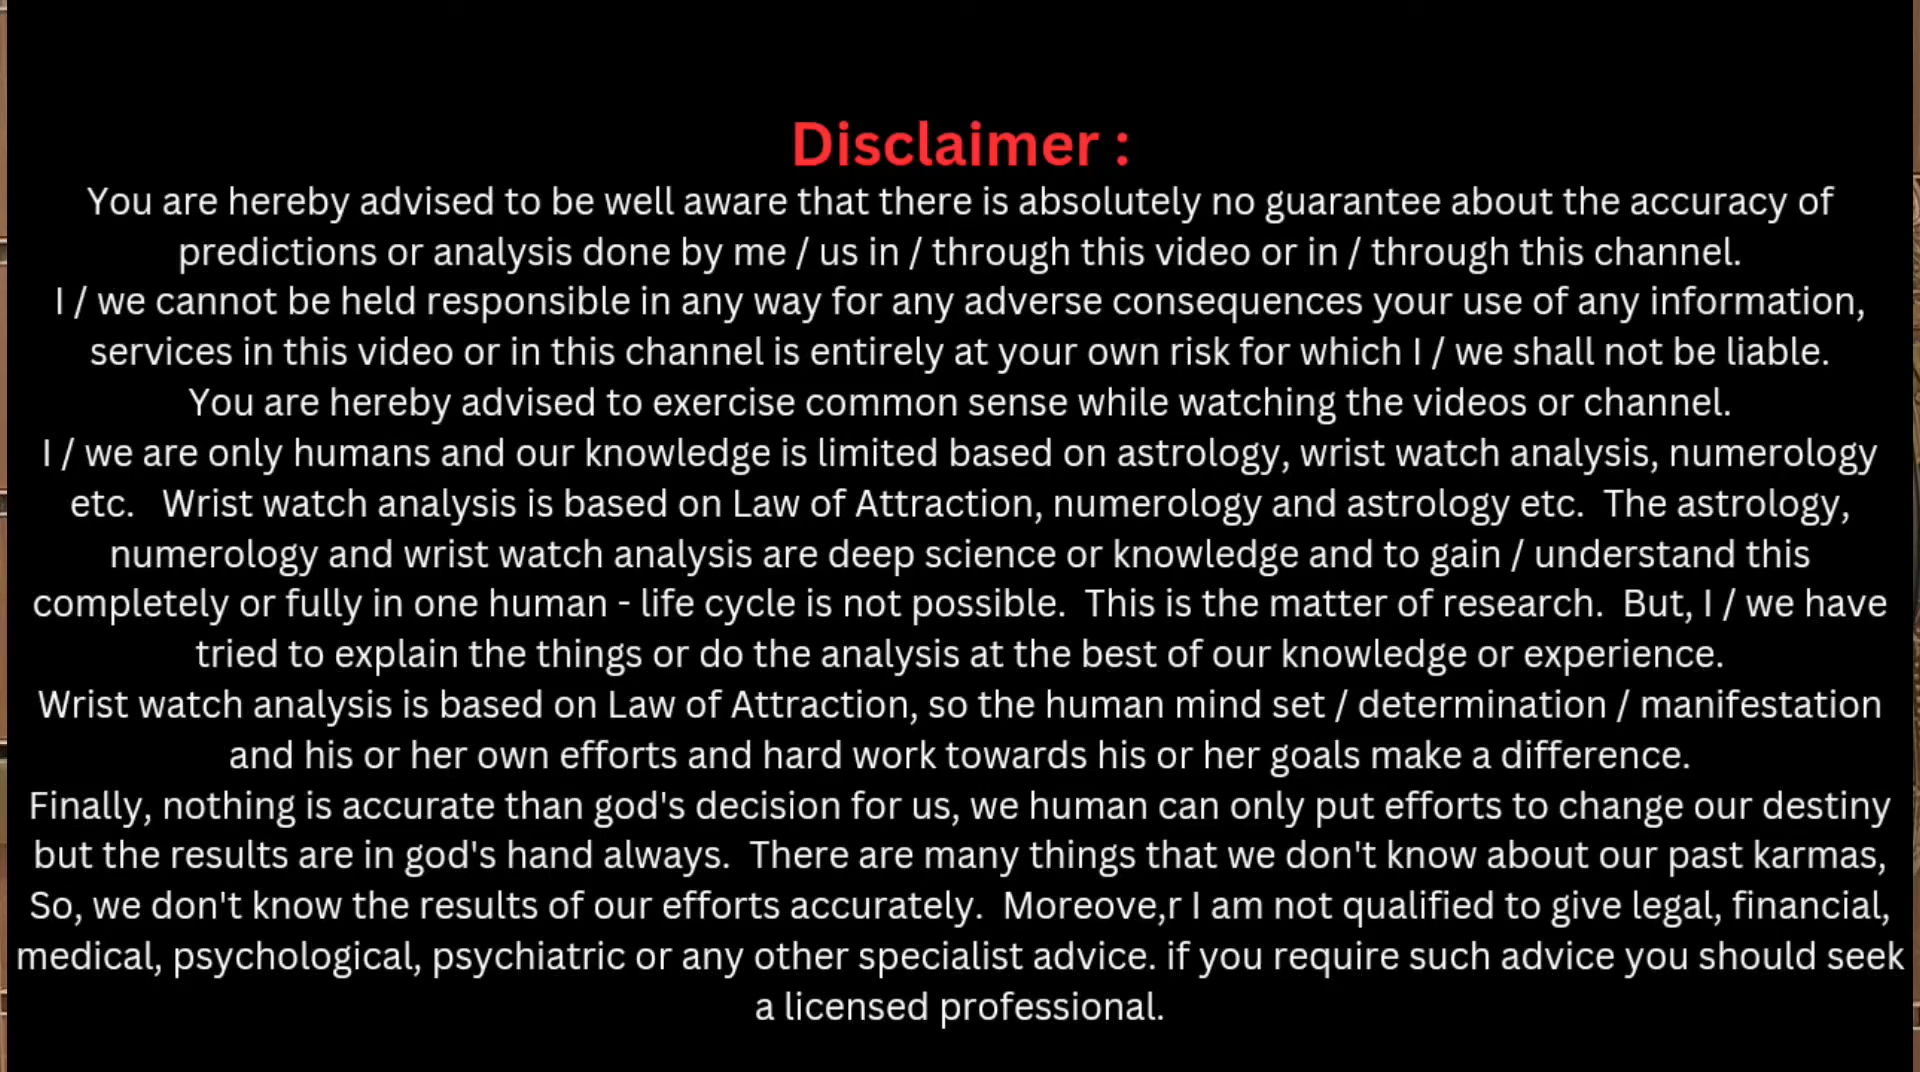 Disclaimer :
You are hereby advised to be well aware that there is absolutely no guarantee about the accuracy of
predictions or analysis done by me / us in / through this video or in / through this channel.
I / we cannot be held responsible in any way for any adverse consequences your use of any information,
services in this video or in this channel is entirely at your own risk for which I / we shall not be liable.
You are hereby advised to exercise common sense while watching the videos or channel.
I / we are only humans and our knowledge is limited based on astrology, wrist watch analysis, numerology
etc.   Wrist watch analysis is based on Law of Attraction, numerology and astrology etc.  The astrology,
numerology and wrist watch analysis are deep science or knowledge and to gain / understand this
completely or fully in one human - life cycle is not possible.  This is the matter of research.  But, I / we have
tried to explain the things or do the analysis at the best of our knowledge or experience.
Wrist watch analysis is based on Law of Attraction, so the human mind set / determination / manifestation
and his or her own efforts and hard work towards his or her goals make a difference.
Finally, nothing is accurate than god's decision for us, we human can only put efforts to change our destiny
but the results are in god's hand always.  There are many things that we don't know about our past karmas,
So, we don't know the results of our efforts accurately.  Moreove,r I am not qualified to give legal, financial,
medical, psychological, psychiatric or any other specialist advice. if you require such advice you should seek
a licensed professional.